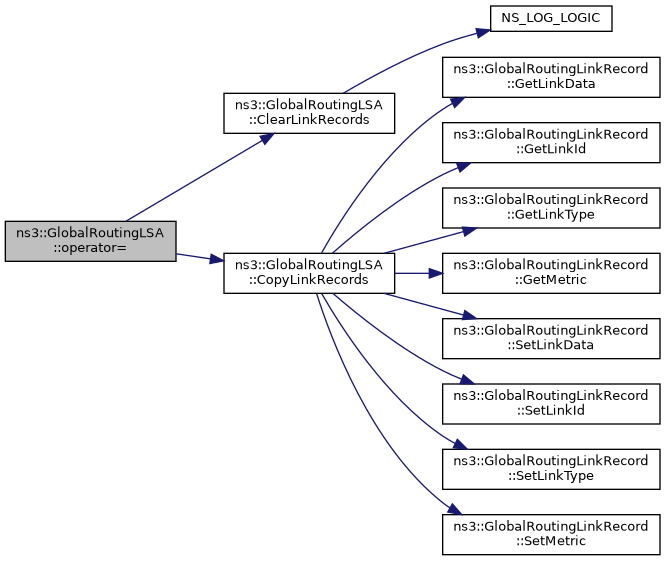 NS_LOG_LOGIC
ns3::GlobalRoutingLinkRecord
::GetLinkData
ns3::GlobalRoutingLSA
::ClearLinkRecords
ns3::GlobalRoutingLinkRecord
::GetLinkId
ns3::GlobalRoutingLinkRecord
::GetLinkType
ns3::GlobalRoutingLSA
::operator=
ns3::GlobalRoutingLSA
::CopyLinkRecords
ns3::GlobalRoutingLinkRecord
::GetMetric
ns3::GlobalRoutingLinkRecord
::SetLinkData
ns3::GlobalRoutingLinkRecord
::SetLinkId
ns3::GlobalRoutingLinkRecord
::SetLinkType
ns3::GlobalRoutingLinkRecord
::SetMetric